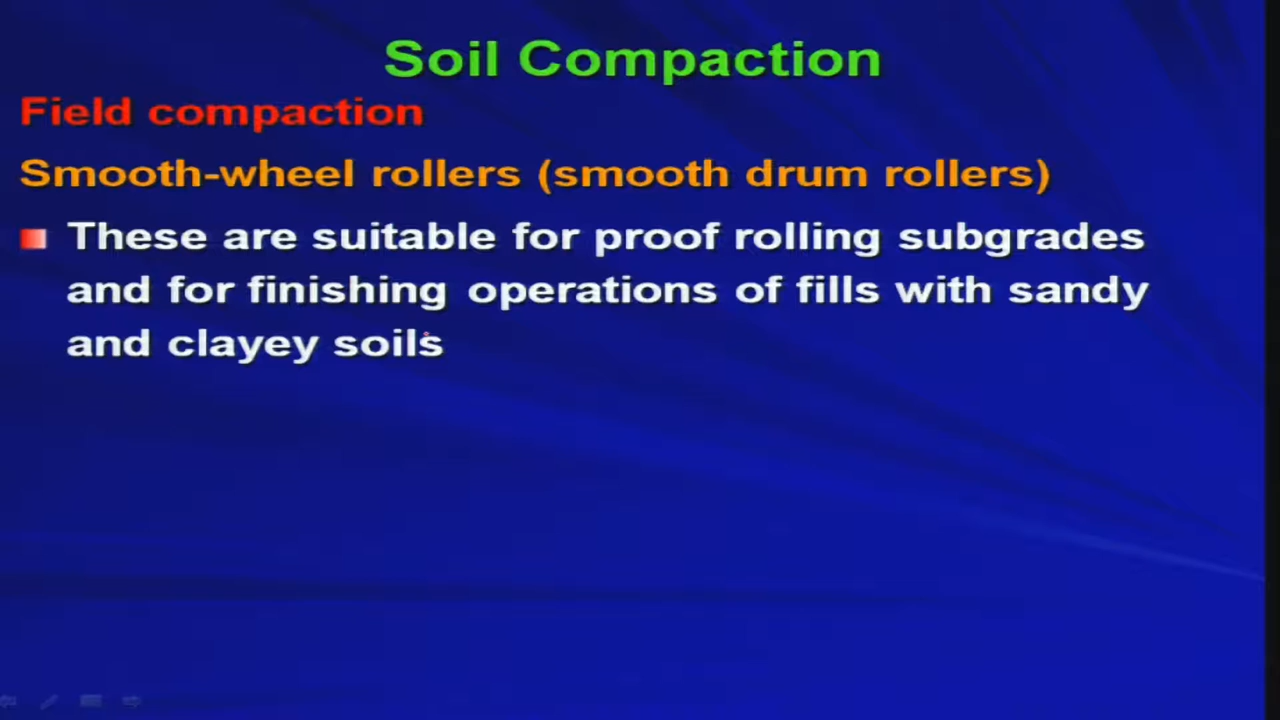 Soil Compaction
Field compaction
Smooth-wheel rollers (smooth drum rollers)
These are suitable for proof rolling subgrades
and for finishing operations of fills with sandy
and clayey soils